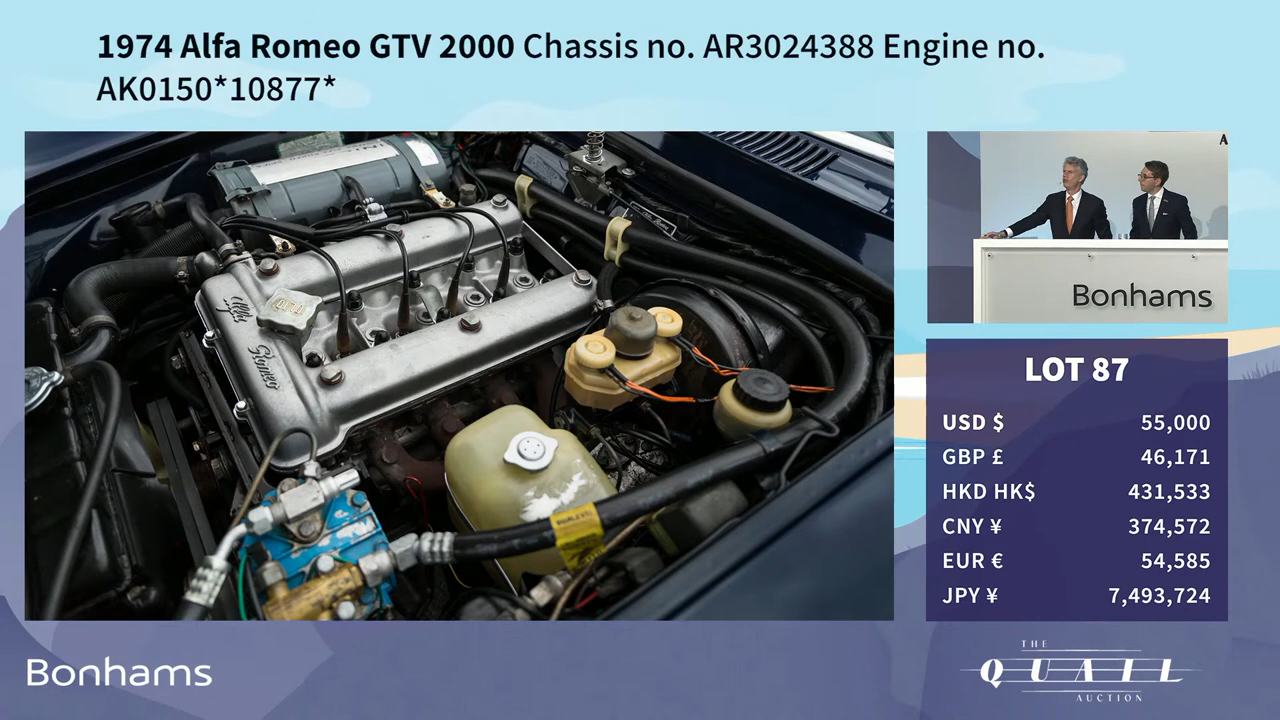 1974 Alfa Romeo GTV 2000 Chassis no. AR3024388 Engine no.
AK0150*10877*
Alfa
Romeo
A
Bonhams
LOT 87
USD $ 55,000
GBP £ 46,171
HKD HK$ 431,533
CNY ¥ 374,572
EUR € 54,585
JPY ¥ 7,493,724
Bonhams
THE
QUAIL
AUCTION